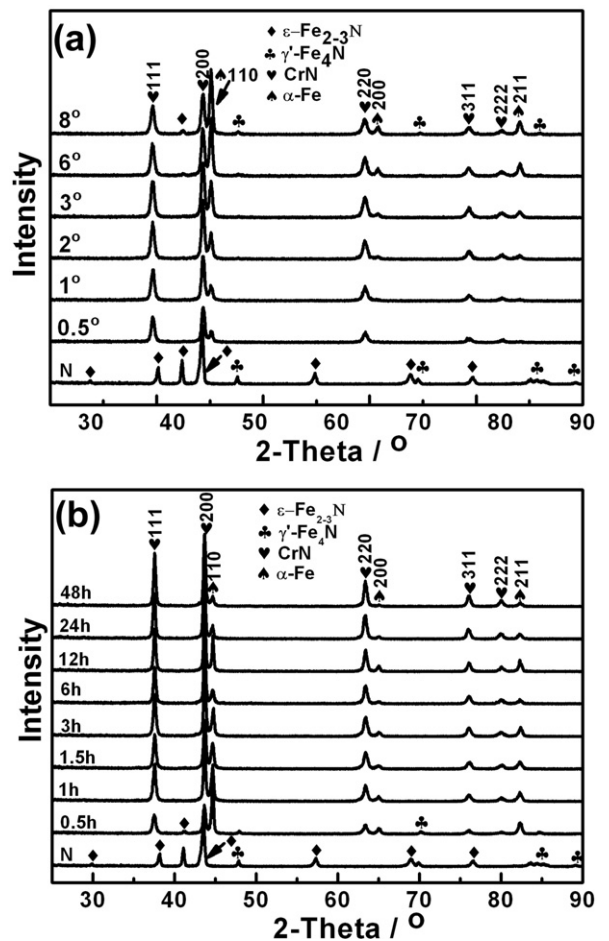 (a)
♦ ε-Fe2-3N
♣ γ'-Fe4N
♥ CrN
♠ α-Fe
111
200
110
220
200
311
222
211
8°
6°
3°
2°
1°
0.5°
N
Intensity
30 40 50 60 70 80 90
2-Theta / °
(b)
♦ ε-Fe2-3N
♣ γ'-Fe4N
♥ CrN
♠ α-Fe
111
200
110
220
200
311
222
211
48h
24h
12h
6h
3h
1.5h
1h
0.5h
N
Intensity
30 40 50 60 70 80 90
2-Theta / °